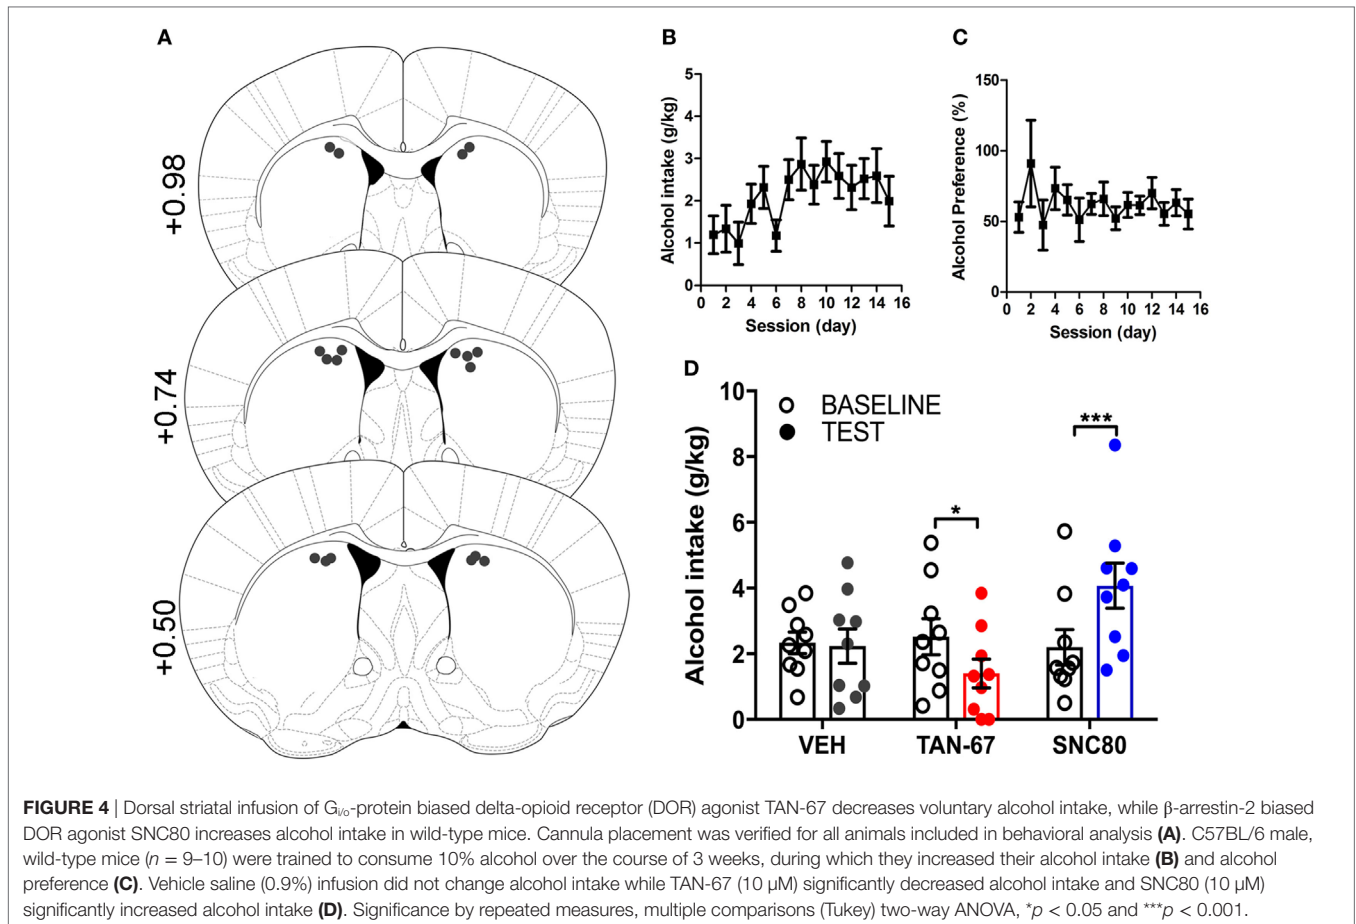 A
+0.98
+0.74
+0.50
B
5
4
3
2
1
0
Alcohol intake (g/kg)
0 2 4 6 8 10 12 14 16
Session (day)
C
150
100
50
0
Alcohol Preference (%)
0 2 4 6 8 10 12 14 16
Session (day)
D
10
8
6
4
2
0
Alcohol intake (g/kg)
BASELINE
TEST
*
***
VEH TAN-67 SNC80
FIGURE 4 | Dorsal striatal infusion of Gi/o-protein biased delta-opioid receptor (DOR) agonist TAN-67 decreases voluntary alcohol intake, while β-arrestin-2 biased
DOR agonist SNC80 increases alcohol intake in wild-type mice. Cannula placement was verified for all animals included in behavioral analysis (A). C57BL/6 male,
wild-type mice (n = 9–10) were trained to consume 10% alcohol over the course of 3 weeks, during which they increased their alcohol intake (B) and alcohol
preference (C). Vehicle saline (0.9%) infusion did not change alcohol intake while TAN-67 (10 μM) significantly decreased alcohol intake and SNC80 (10 μM)
significantly increased alcohol intake (D). Significance by repeated measures, multiple comparisons (Tukey) two-way ANOVA, *p < 0.05 and ***p < 0.001.